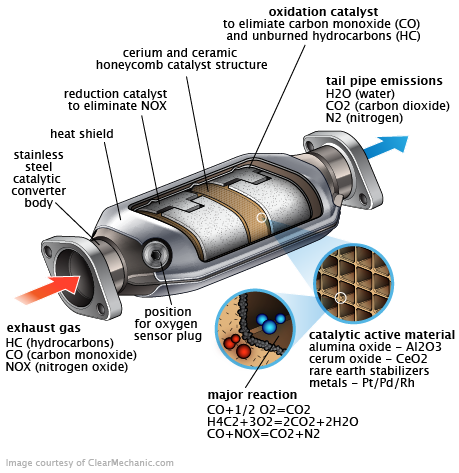 oxidation catalyst
to elimiate carbon monoxide (CO)
and unburned hydrocarbons (HC)
cerium and ceramic
honeycomb catalyst structure
tail pipe emissions
H2O (water)
CO2 (carbon dioxide)
N2 (nitrogen)
reduction catalyst
to eliminate NOX
heat shield
stainless
steel
catalytic
converter
body
position
for oxygen
sensor plug
exhaust gas
HC (hydrocarbons)
CO (carbon monoxide)
NOX (nitrogen oxide)
catalytic active material
alumina oxide - Al2O3
cerum oxide - CeO2
rare earth stabilizers
metals - Pt/Pd/Rh
major reaction
CO+1/2 O2=CO2
H4C2+3O2=2CO2+2H2O
CO+NOX=CO2+N2
Image courtesy of ClearMechanic.com